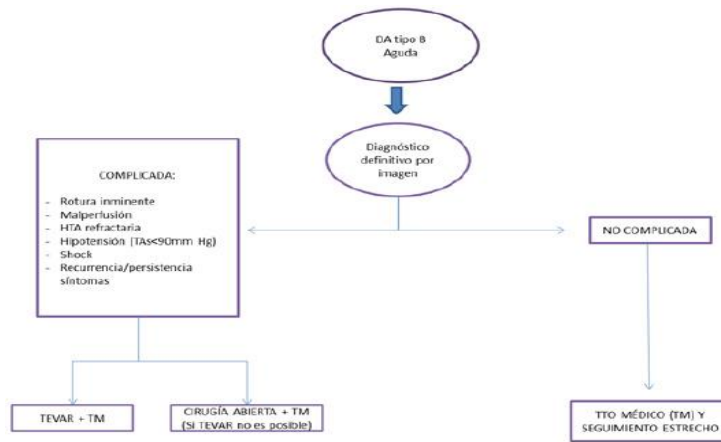 DA tipo B
Aguda
Diagnóstico
definitivo por
imagen
COMPLICADA:
- Rotura inminente
- Malperfusión
- HTA refractaria
- Hipotensión (TAs<90mm Hg)
- Shock
- Recurrencia/persistencia
síntomas
NO COMPLICADA
TEVAR + TM
CIRUGÍA ABIERTA + TM
(Si TEVAR no es posible)
TTO MÉDICO (TM) Y
SEGUIMIENTO ESTRECHO